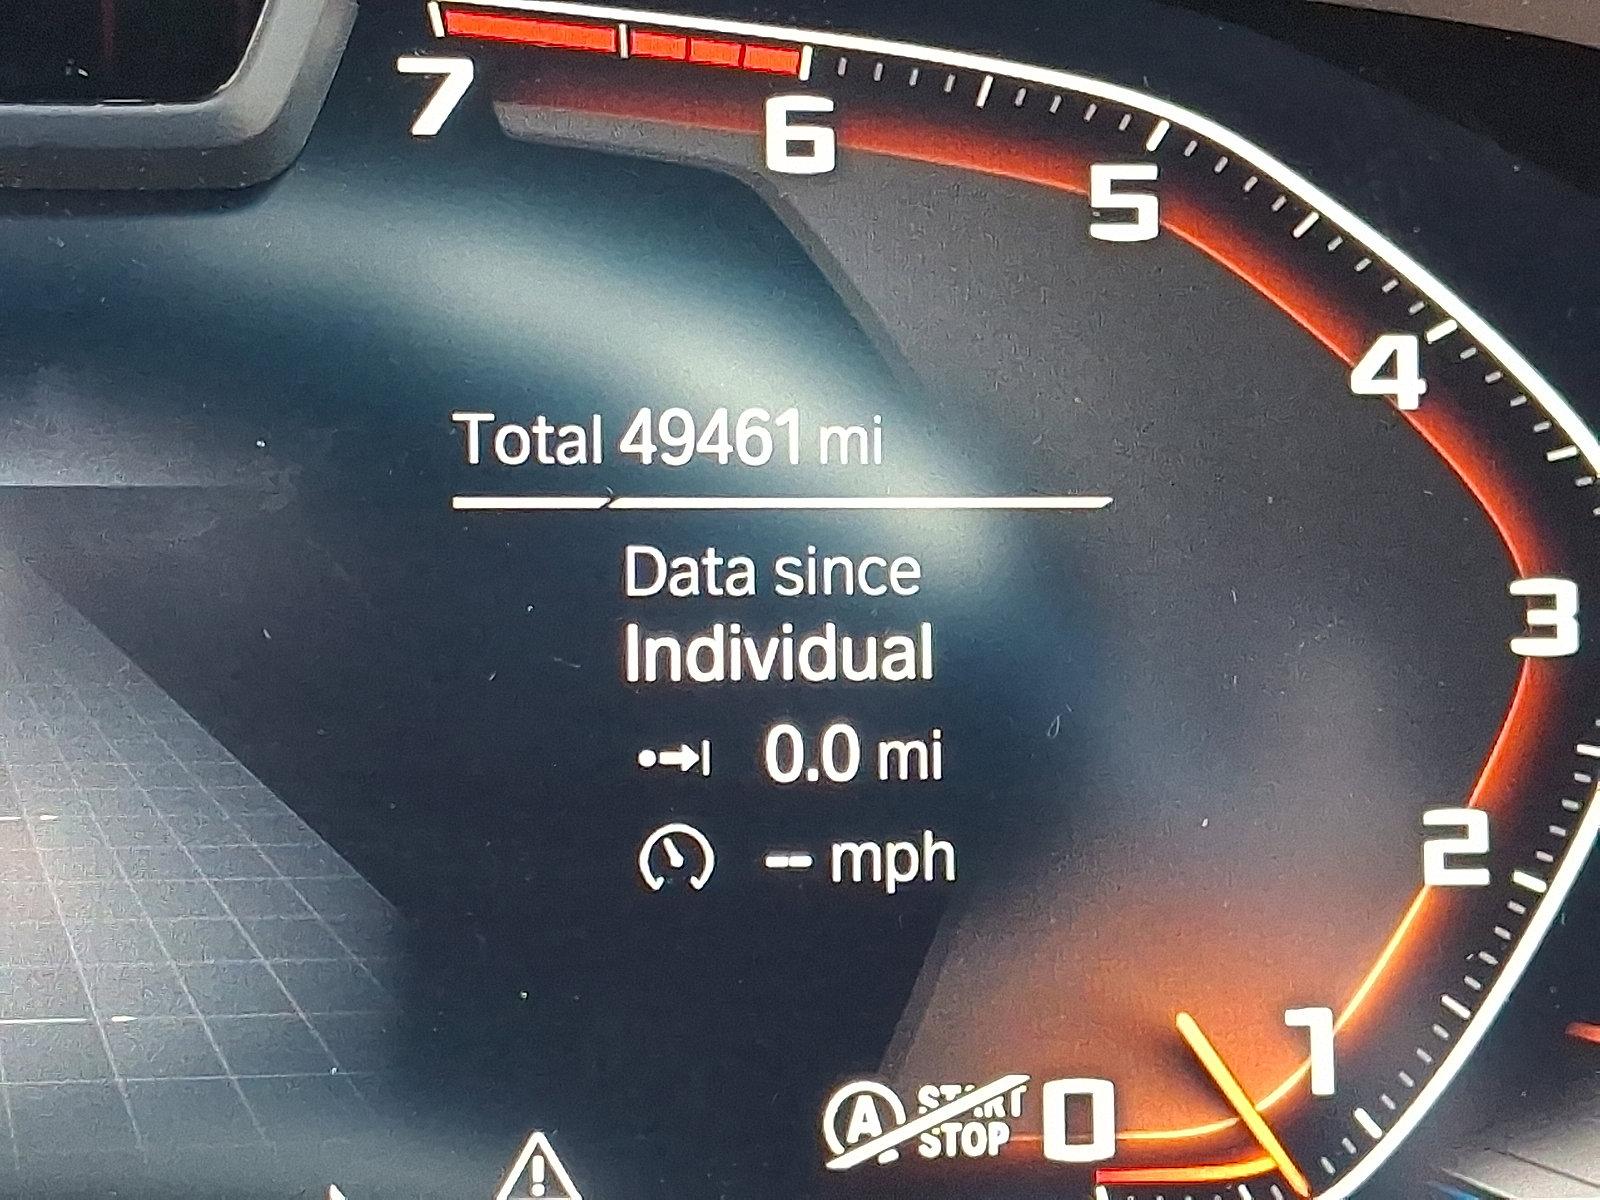 7
6
5
4
Total 49461 mi
Data since
Individual
3
0.0 mi
-- mph
2
1
A START STOP
0